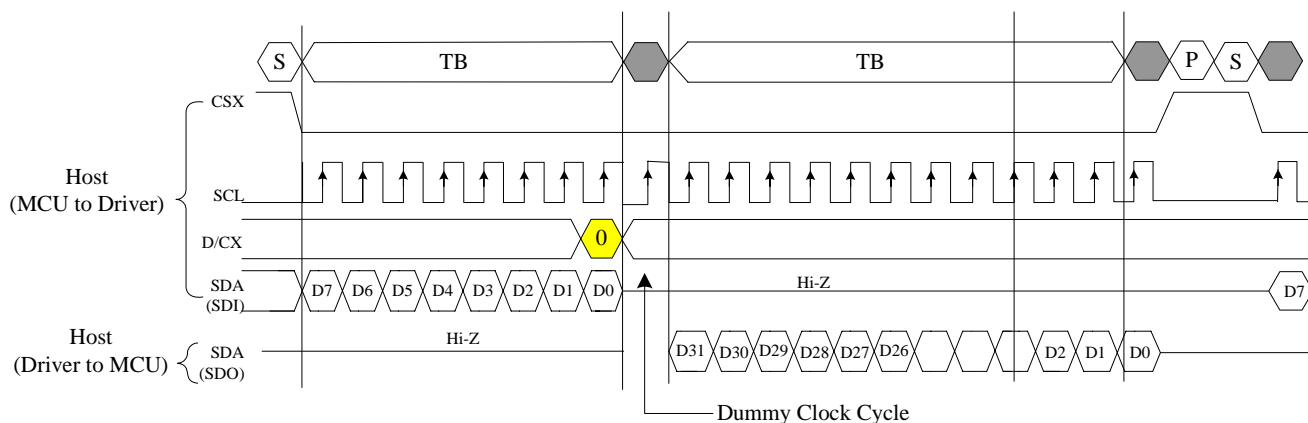 S TB TB P S
CSX
Host
(MCU to Driver)
SCL
D/CX 0
SDA
(SDI)
D7 D6 D5 D4 D3 D2 D1 D0 Hi-Z D7
Host
(Driver to MCU)
SDA
(SDO)
Hi-Z
D31 D30 D29 D28 D27 D26 D2 D1 D0
Dummy Clock Cycle